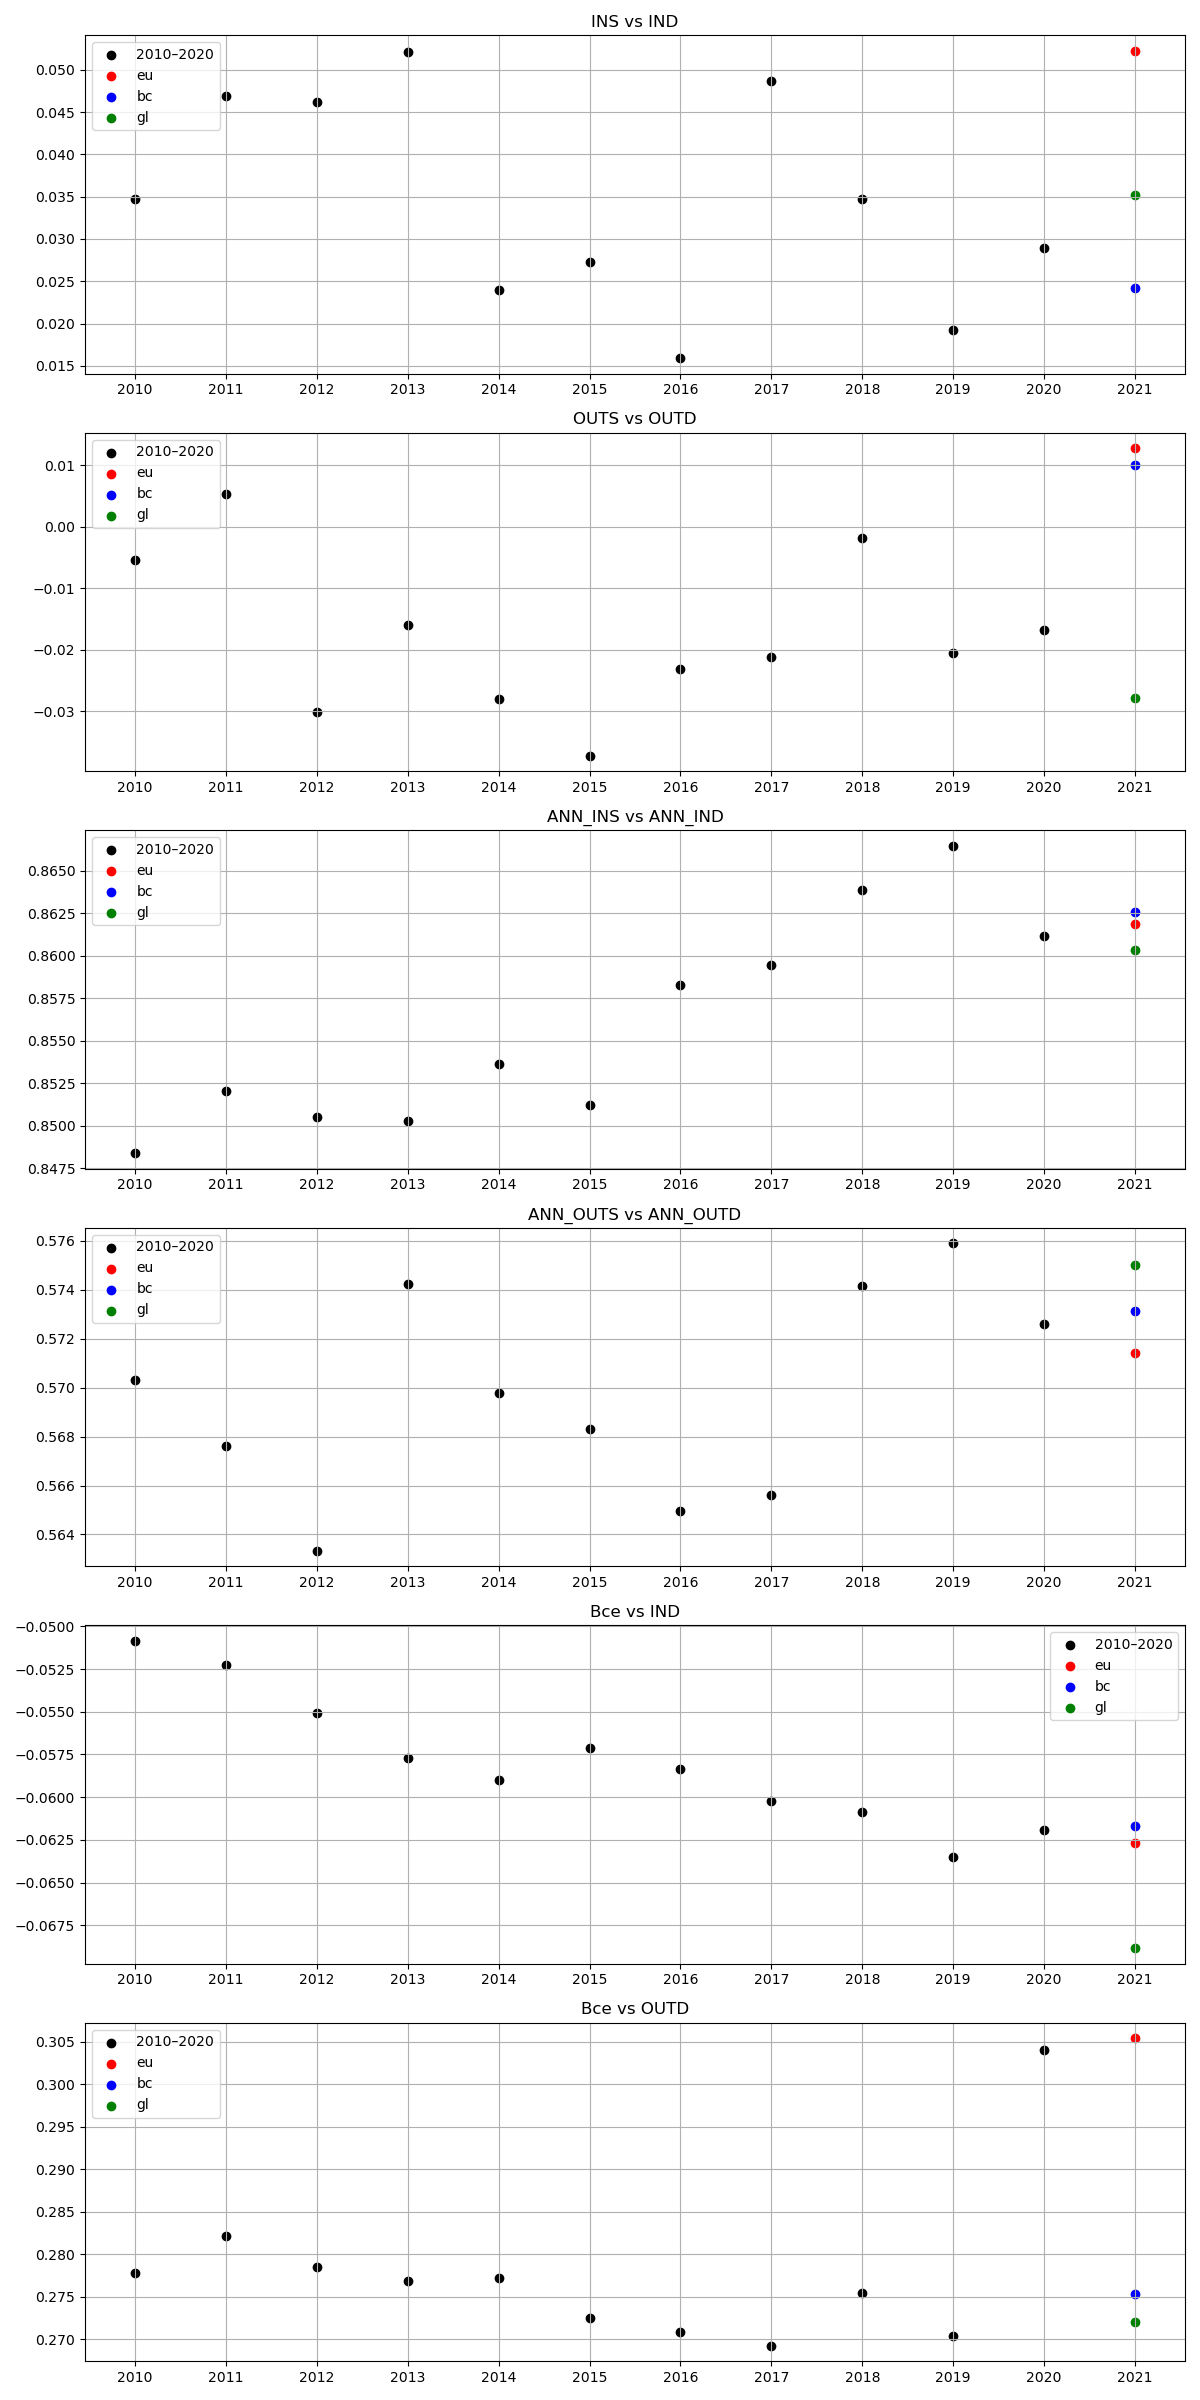 INS vs IND
2010–2020
eu
bc
gl
0.050
0.045
0.040
0.035
0.030
0.025
0.020
0.015
2010 2011 2012 2013 2014 2015 2016 2017 2018 2019 2020 2021
OUTS vs OUTD
2010–2020
eu
bc
gl
0.01
0.00
−0.01
−0.02
−0.03
2010 2011 2012 2013 2014 2015 2016 2017 2018 2019 2020 2021
ANN_INS vs ANN_IND
2010–2020
eu
bc
gl
0.8650
0.8625
0.8600
0.8575
0.8550
0.8525
0.8500
0.8475
2010 2011 2012 2013 2014 2015 2016 2017 2018 2019 2020 2021
ANN_OUTS vs ANN_OUTD
2010–2020
eu
bc
gl
0.576
0.574
0.572
0.570
0.568
0.566
0.564
2010 2011 2012 2013 2014 2015 2016 2017 2018 2019 2020 2021
Bce vs IND
2010–2020
eu
bc
gl
−0.0500
−0.0525
−0.0550
−0.0575
−0.0600
−0.0625
−0.0650
−0.0675
2010 2011 2012 2013 2014 2015 2016 2017 2018 2019 2020 2021
Bce vs OUTD
2010–2020
eu
bc
gl
0.305
0.300
0.295
0.290
0.285
0.280
0.275
0.270
2010 2011 2012 2013 2014 2015 2016 2017 2018 2019 2020 2021